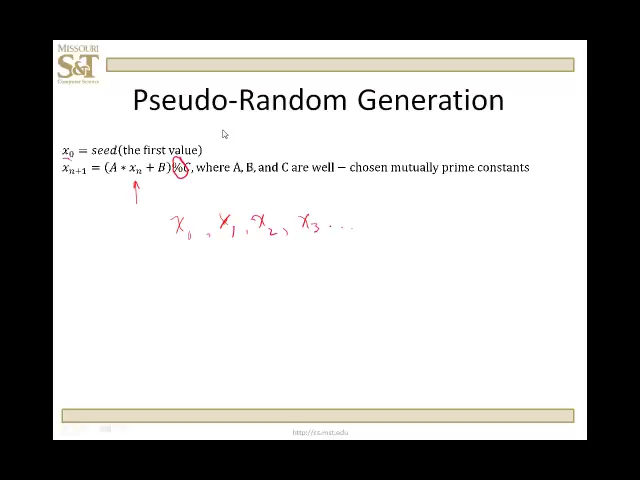 MISSOURI
S&T
Computer Science
Pseudo-Random Generation
x₀ = seed(the first value)
xₙ₊₁ = (A ∗ xₙ + B)%C, where A, B, and C are well − chosen mutually prime constants
x₀, x₁, x₂, x₃ ...
http://cs.mst.edu